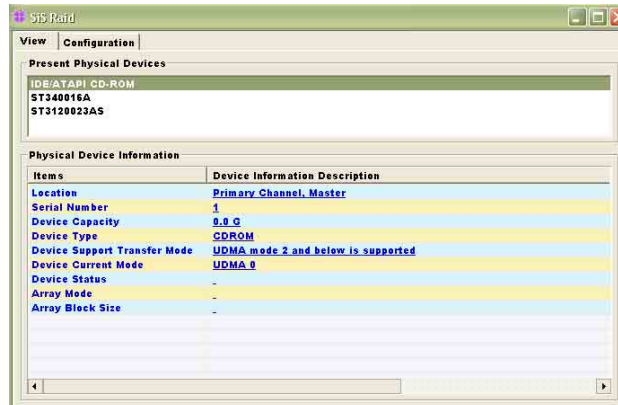 SiS Raid
View Configuration
Present Physical Devices
IDE/ATAPI CD-ROM
ST340016A
ST3120023AS
Physical Device Information
Items Device Information Description
Location Primary Channel, Master
Serial Number 1
Device Capacity 0.0 G
Device Type CDROM
Device Support Transfer Mode UDMA mode 2 and below is supported
Device Current Mode UDMA 0
Device Status -
Array Mode -
Array Block Size -